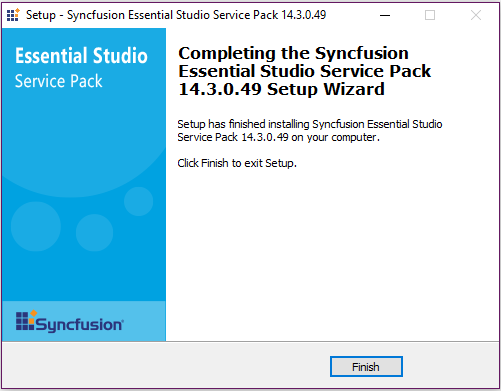 Setup - Syncfusion Essential Studio Service Pack 14.3.0.49
Essential Studio
Service Pack
Completing the Syncfusion
Essential Studio Service Pack
14.3.0.49 Setup Wizard
Setup has finished installing Syncfusion Essential Studio
Service Pack 14.3.0.49 on your computer.
Click Finish to exit Setup.
Syncfusion
Finish